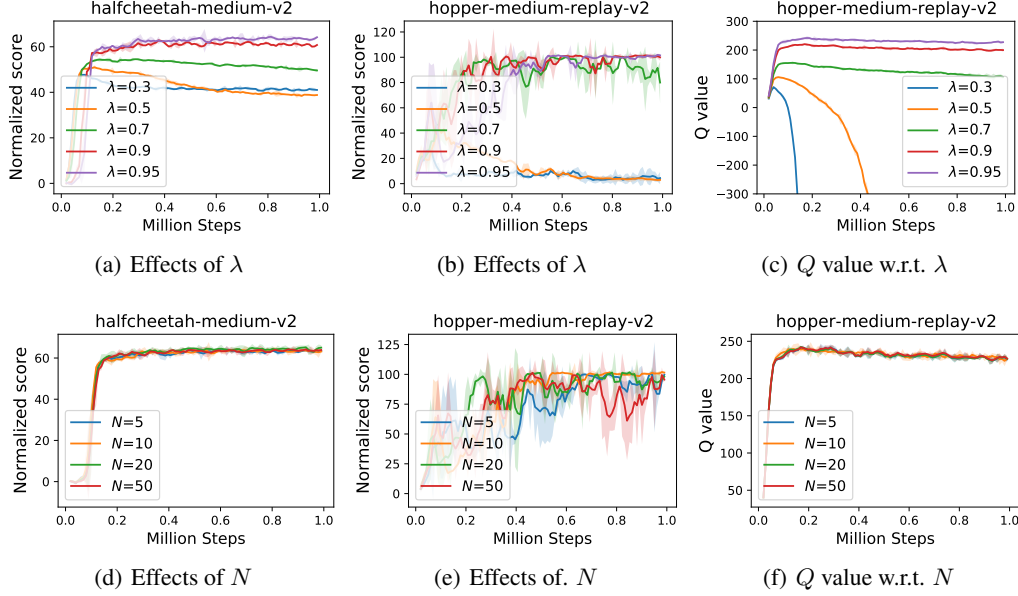 halfcheetah-medium-v2
Normalized score
60
40
20
0
λ=0.3
λ=0.5
λ=0.7
λ=0.9
λ=0.95
0.0 0.2 0.4 0.6 0.8 1.0
Million Steps
(a) Effects of λ
hopper-medium-replay-v2
Normalized score
120
100
80
60
40
20
0
λ=0.3
λ=0.5
λ=0.7
λ=0.9
λ=0.95
0.0 0.2 0.4 0.6 0.8 1.0
Million Steps
(b) Effects of λ
hopper-medium-replay-v2
Q value
300
200
100
0
−100
−200
−300
λ=0.3
λ=0.5
λ=0.7
λ=0.9
λ=0.95
0.0 0.2 0.4 0.6 0.8 1.0
Million Steps
(c) Q value w.r.t. λ
halfcheetah-medium-v2
Normalized score
60
40
20
0
N=5
N=10
N=20
N=50
0.0 0.2 0.4 0.6 0.8 1.0
Million Steps
(d) Effects of N
hopper-medium-replay-v2
Normalized score
125
100
75
50
25
0
N=5
N=10
N=20
N=50
0.0 0.2 0.4 0.6 0.8 1.0
Million Steps
(e) Effects of. N
hopper-medium-replay-v2
Q value
250
200
150
100
50
N=5
N=10
N=20
N=50
0.0 0.2 0.4 0.6 0.8 1.0
Million Steps
(f) Q value w.r.t. N